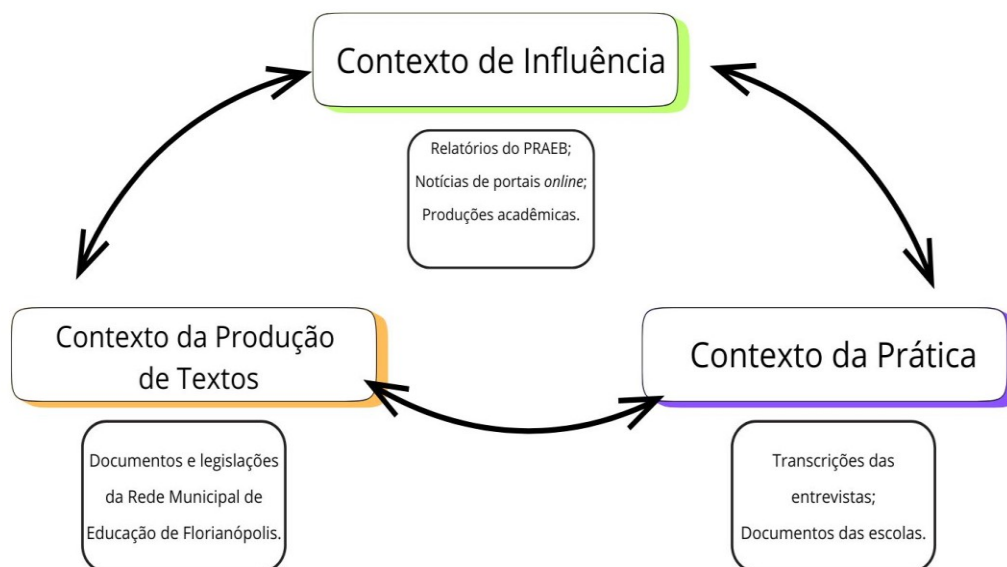 Contexto de Influência
Relatórios do PRAEB;
Notícias de portais online;
Produções acadêmicas.
Contexto da Produção
de Textos
Documentos e legislações
da Rede Municipal de
Educação de Florianópolis.
Contexto da Prática
Transcrições das
entrevistas;
Documentos das escolas.